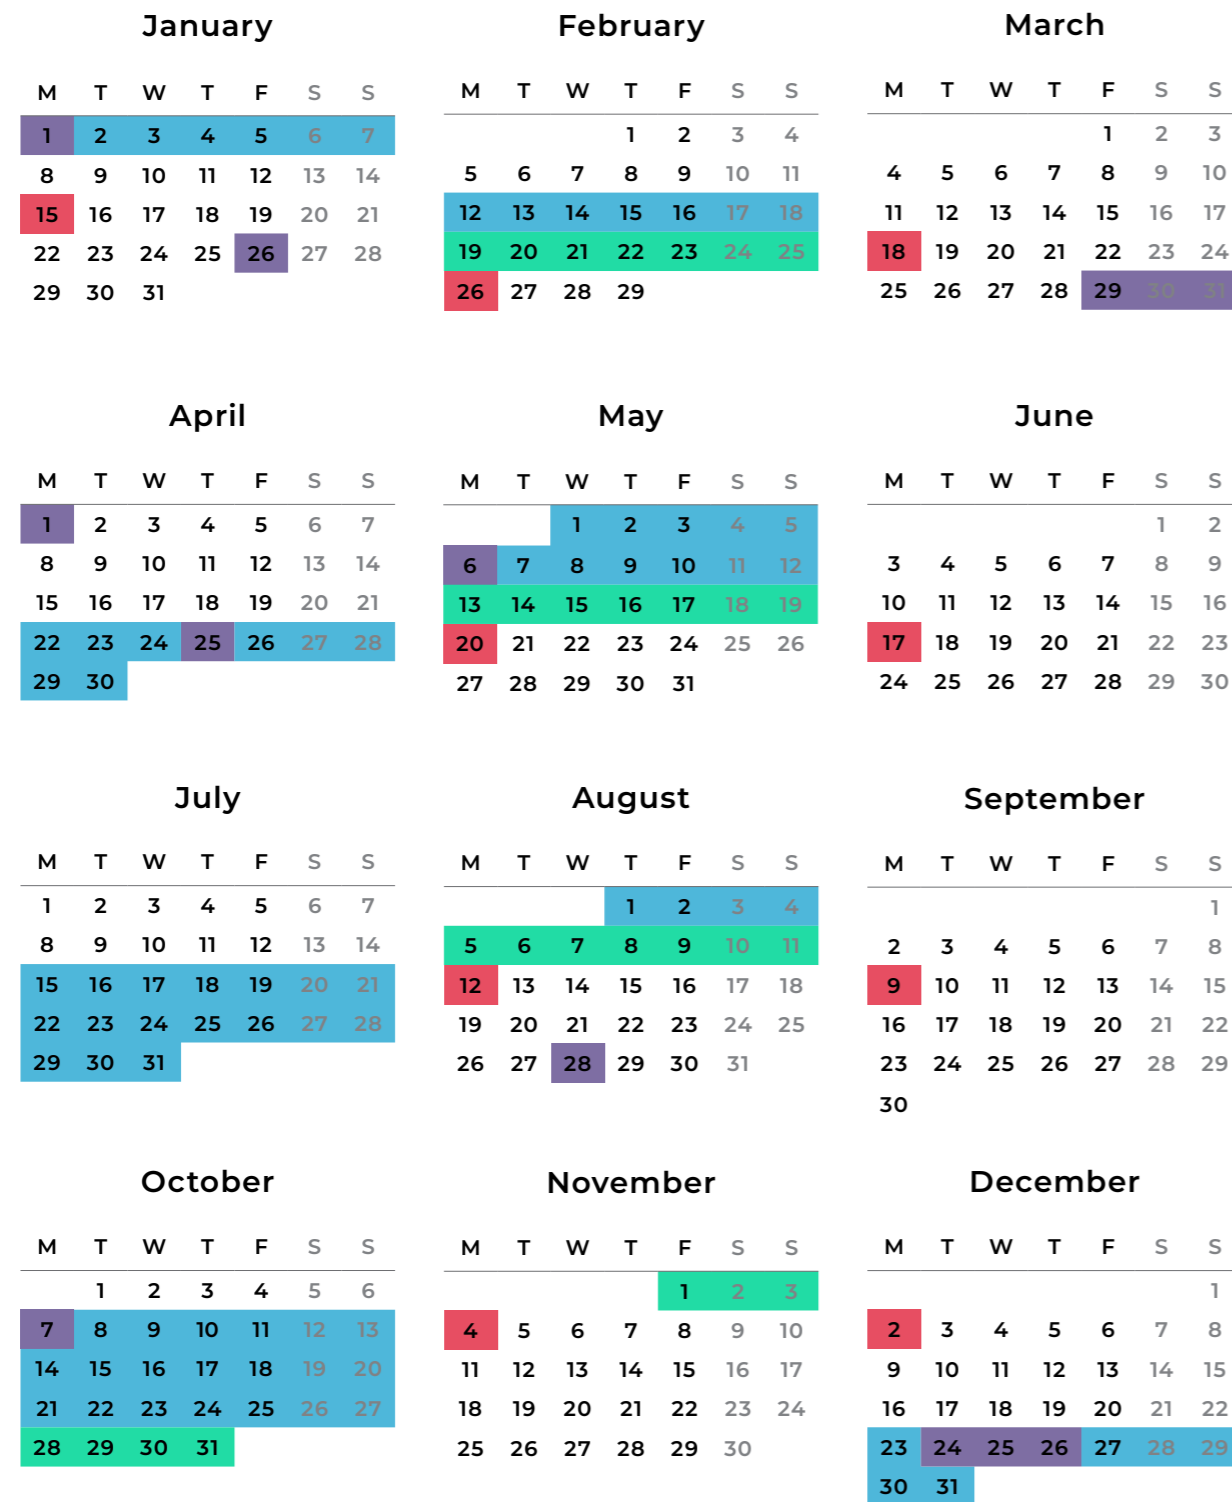 January
M T W T F S S
1 2 3 4 5 6 7
8 9 10 11 12 13 14
15 16 17 18 19 20 21
22 23 24 25 26 27 28
29 30 31
February
M T W T F S S
1 2 3 4
5 6 7 8 9 10 11
12 13 14 15 16 17 18
19 20 21 22 23 24 25
26 27 28 29
March
M T W T F S S
1 2 3
4 5 6 7 8 9 10
11 12 13 14 15 16 17
18 19 20 21 22 23 24
25 26 27 28 29 30 31
April
M T W T F S S
1 2 3 4 5 6 7
8 9 10 11 12 13 14
15 16 17 18 19 20 21
22 23 24 25 26 27 28
29 30
May
M T W T F S S
1 2 3 4 5
6 7 8 9 10 11 12
13 14 15 16 17 18 19
20 21 22 23 24 25 26
27 28 29 30 31
June
M T W T F S S
1 2
3 4 5 6 7 8 9
10 11 12 13 14 15 16
17 18 19 20 21 22 23
24 25 26 27 28 29 30
July
M T W T F S S
1 2 3 4 5 6 7
8 9 10 11 12 13 14
15 16 17 18 19 20 21
22 23 24 25 26 27 28
29 30 31
August
M T W T F S S
1 2 3 4
5 6 7 8 9 10 11
12 13 14 15 16 17 18
19 20 21 22 23 24 25
26 27 28 29 30 31
September
M T W T F S S
1
2 3 4 5 6 7 8
9 10 11 12 13 14 15
16 17 18 19 20 21 22
23 24 25 26 27 28 29
30
October
M T W T F S S
1 2 3 4 5 6
7 8 9 10 11 12 13
14 15 16 17 18 19 20
21 22 23 24 25 26 27
28 29 30 31
November
M T W T F S S
1 2 3
4 5 6 7 8 9 10
11 12 13 14 15 16 17
18 19 20 21 22 23 24
25 26 27 28 29 30
December
M T W T F S S
1
2 3 4 5 6 7 8
9 10 11 12 13 14 15
16 17 18 19 20 21 22
23 24 25 26 27 28 29
30 31